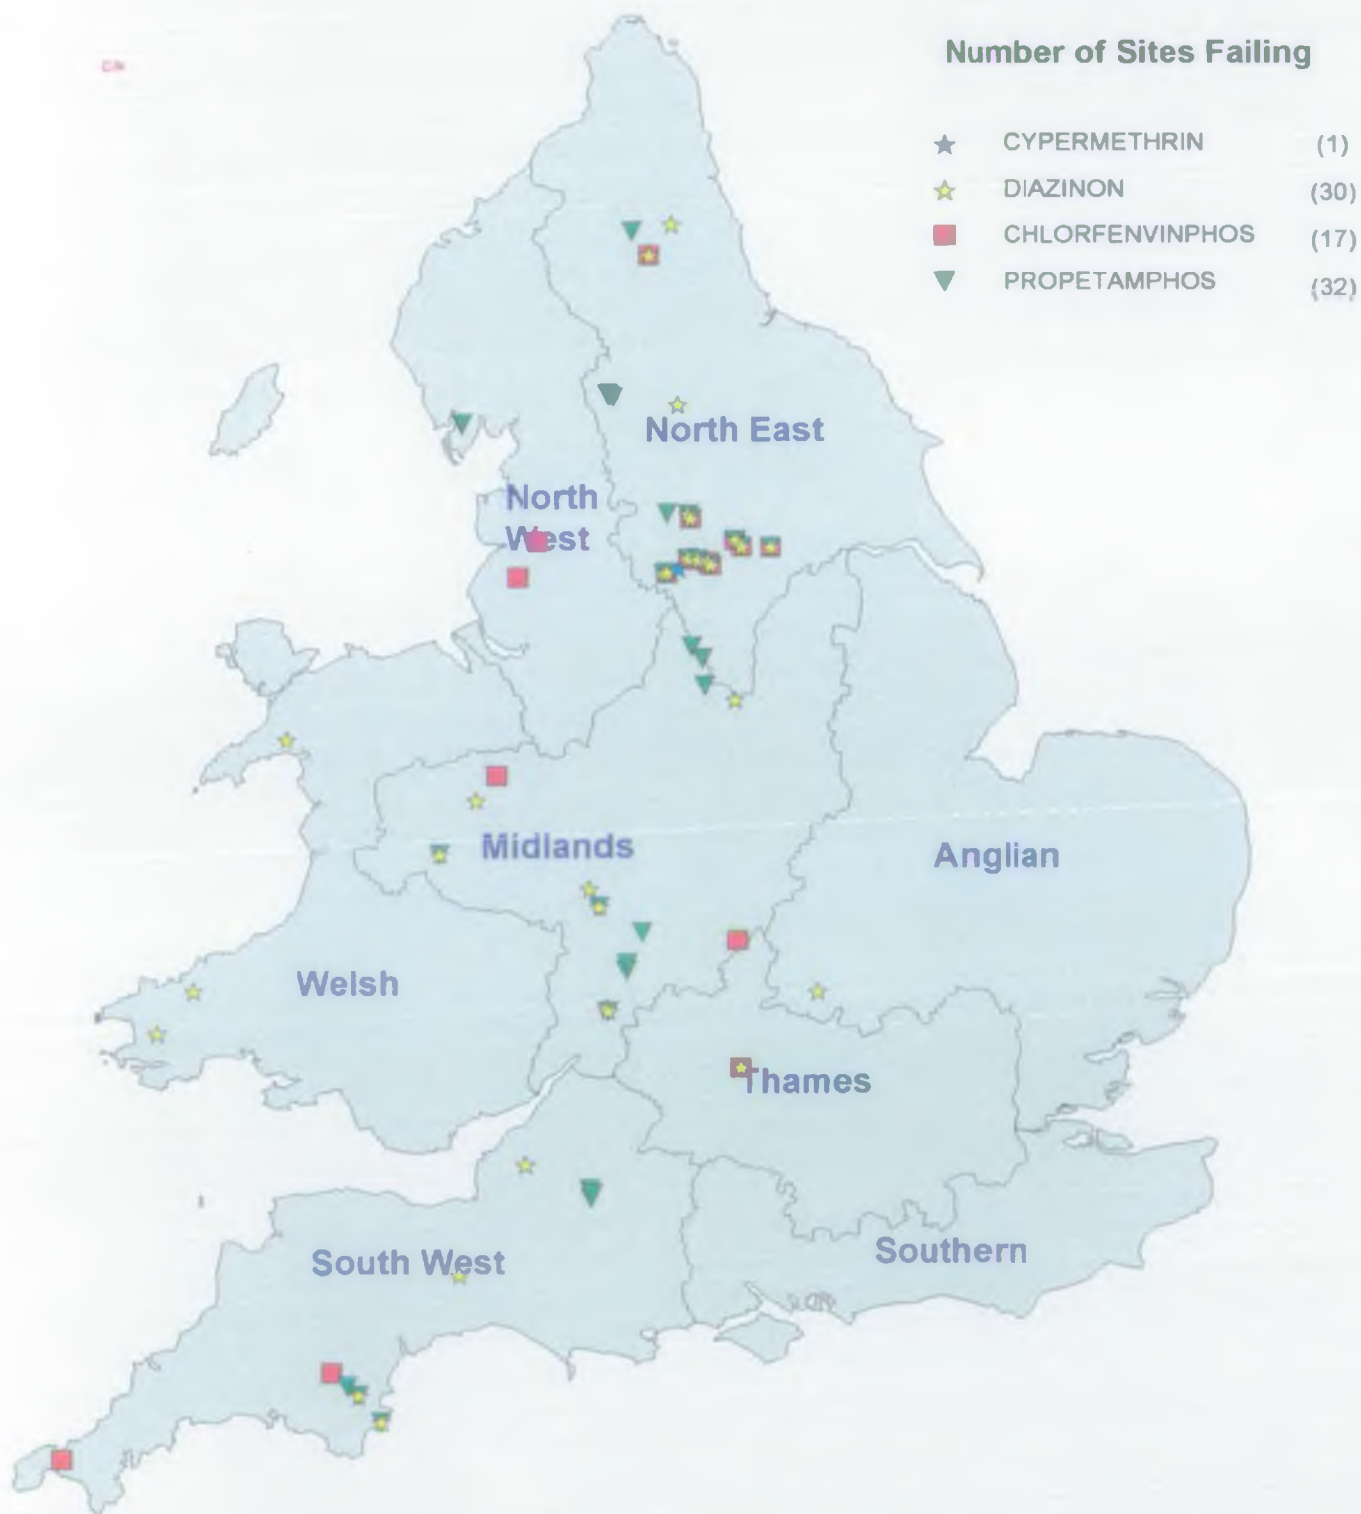 Number of Sites Failing
CYPERMETHRIN (1)
DIAZINON (30)
CHLORFENVINPHOS (17)
PROPETAMPHOS (32)
North East
North
West
Midlands
Anglian
Welsh
Thames
South West
Southern